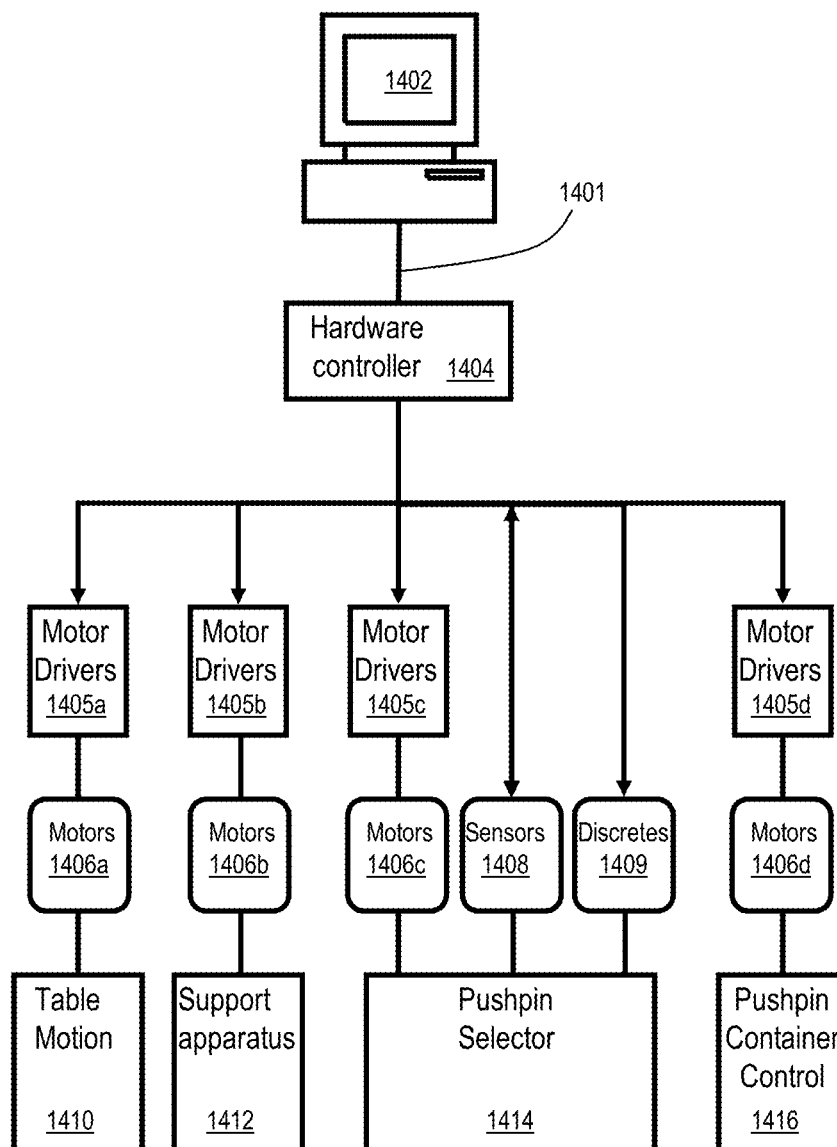 1402
1401
Hardware
controller 1404
Motor
Drivers
1405a
Motor
Drivers
1405b
Motor
Drivers
1405c
Motor
Drivers
1405d
Motors
1406a
Motors
1406b
Motors
1406c
Sensors
1408
Discretes
1409
Motors
1406d
Table
Motion
1410
Support
apparatus
1412
Pushpin
Selector
1414
Pushpin
Container
Control
1416